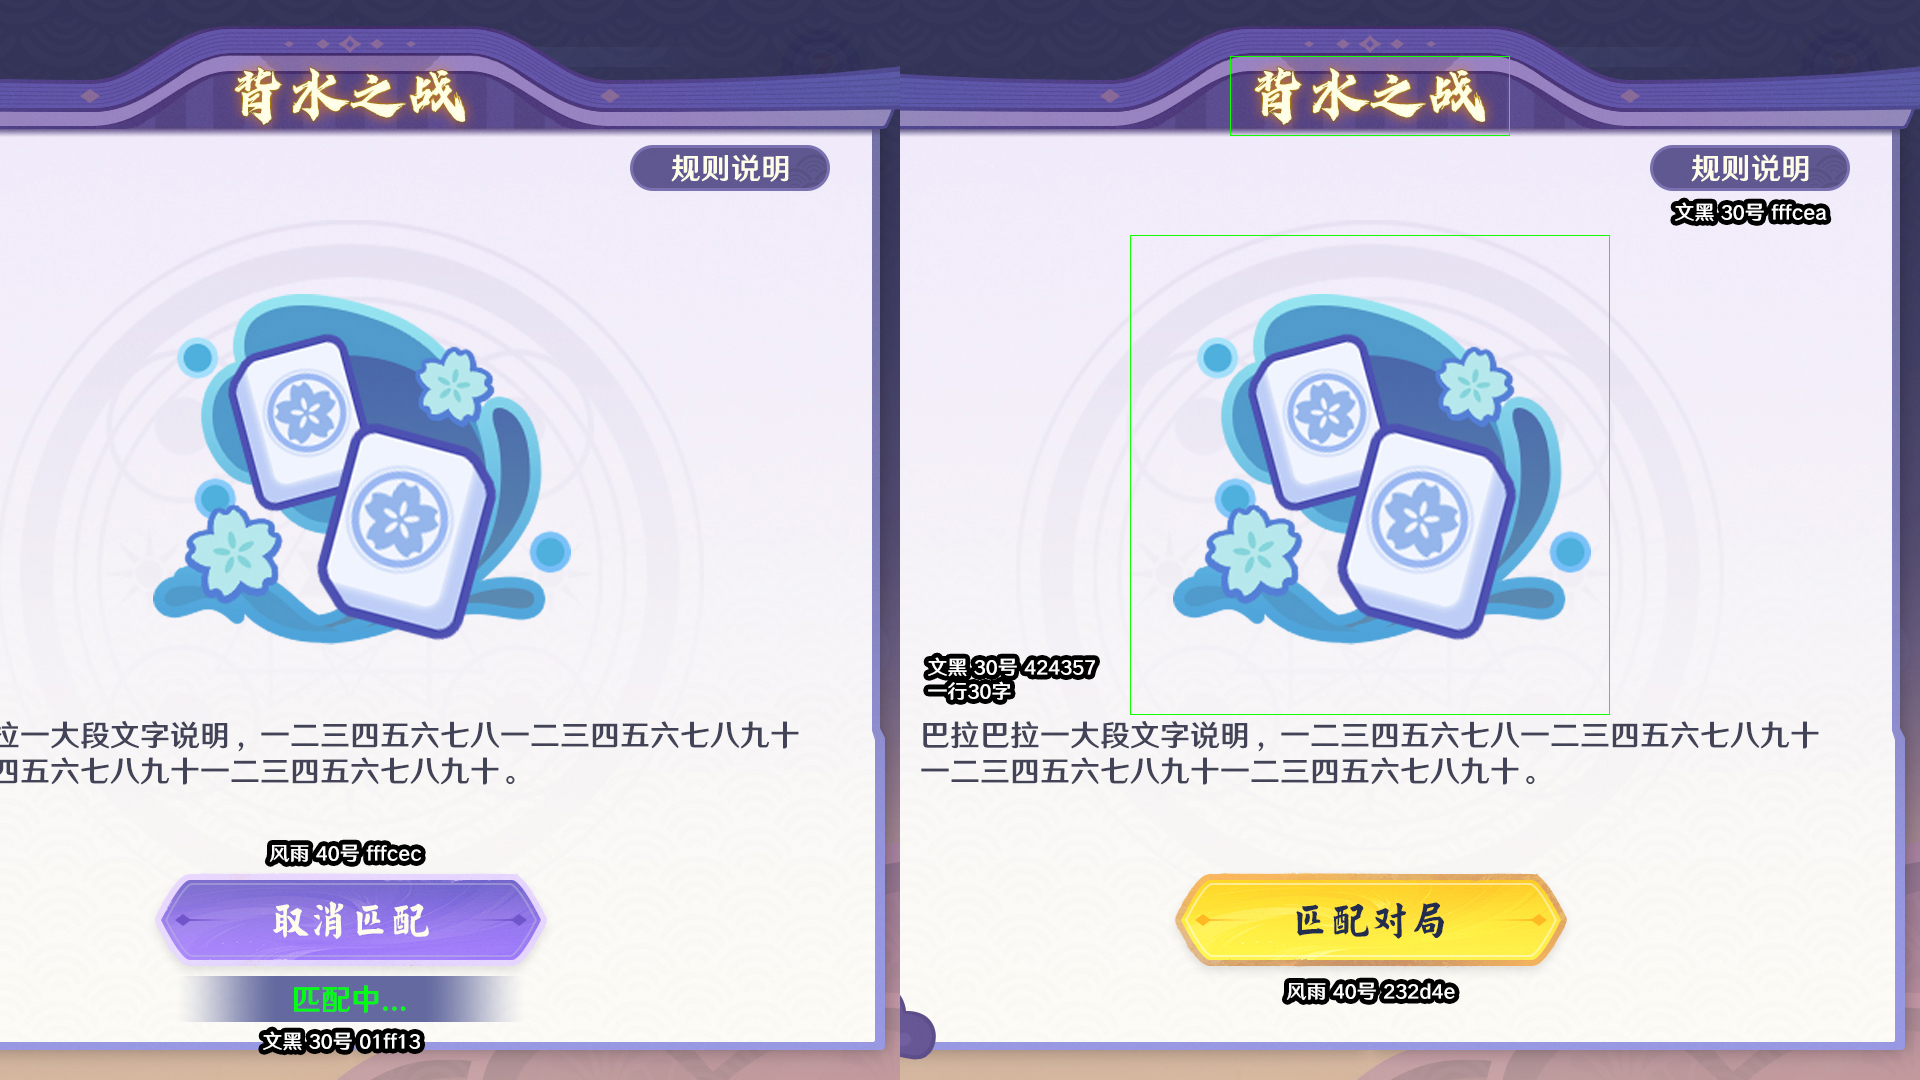 背水之战
规则说明
拉一大段文字说明，一二三四五六七八一二三四五六七八九十
四五六七八九十一二三四五六七八九十。
风雨 40号 fffcec
取消匹配
匹配中...
文黑 30号 01ff13
背水之战
规则说明
文黑 30号 fffcea
文黑 30号 424357
一行30字
巴拉巴拉一大段文字说明，一二三四五六七八一二三四五六七八九十
一二三四五六七八九十一二三四五六七八九十。
匹配对局
风雨 40号 232d4e